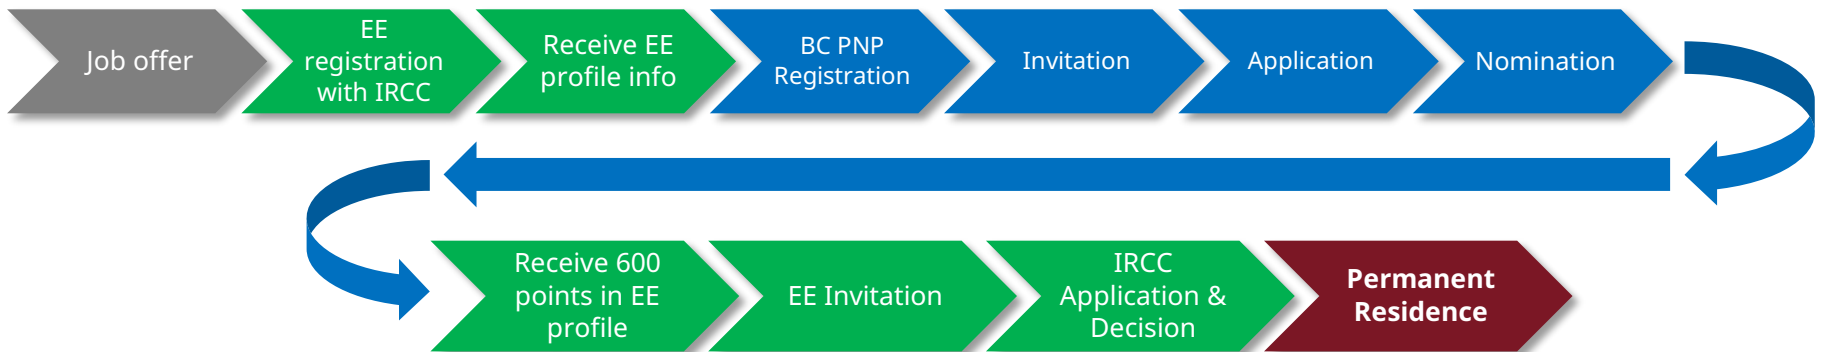 Job offer
EE
registration
with IRCC
Receive EE
profile info
BC PNP
Registration
Invitation
Application
Nomination
Receive 600
points in EE
profile
EE Invitation
IRCC
Application &
Decision
Permanent
Residence